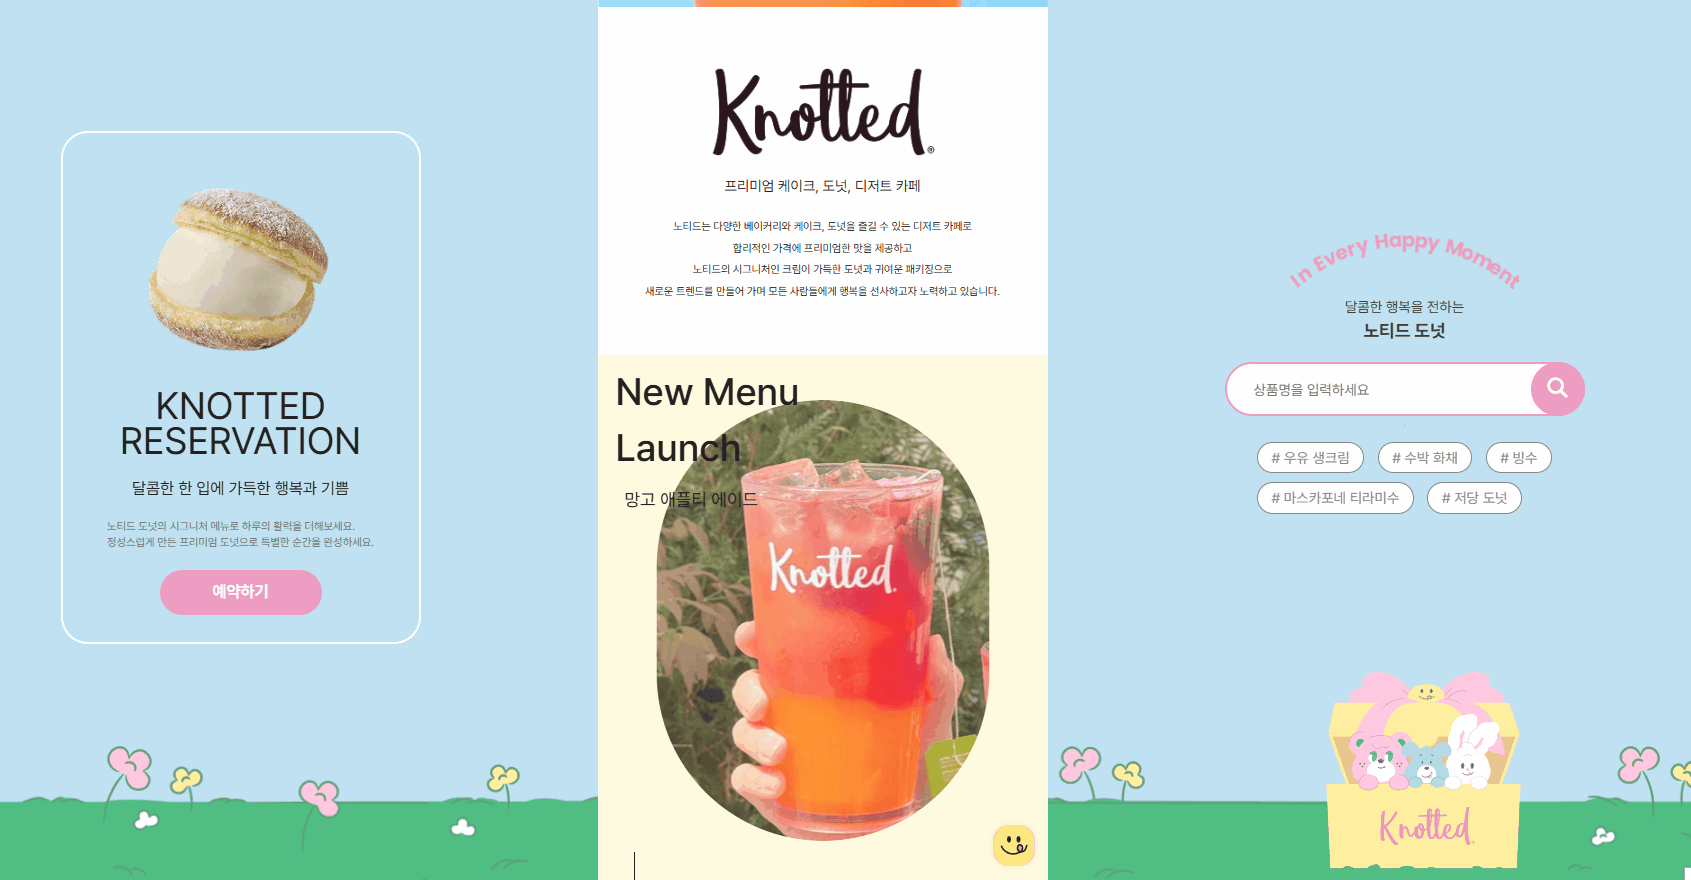 KNOTTED
RESERVATION
달콤한 한 입에 가득한 행복과 기쁨
노티드 도넛의 시그니처 메뉴로 하루의 활력을 더해보세요.
정성스럽게 만든 프리미엄 도넛으로 특별한 순간을 완성하세요.
예약하기
Knotted®
프리미엄 케이크, 도넛, 디저트 카페
노티드는 다양한 베이커리와 케이크, 도넛을 즐길 수 있는 디저트 카페로
합리적인 가격에 프리미엄한 맛을 제공하고
노티드의 시그니처인 크림이 가득한 도넛과 귀여운 패키징으로
새로운 트렌드를 만들어 가며 모든 사람들에게 행복을 선사하고자 노력하고 있습니다.
New Menu
Launch
망고 애플티 에이드
Knotted
In Every Happy Moment
달콤한 행복을 전하는
노티드 도넛
상품명을 입력하세요
# 우유 생크림
# 수박 화채
# 빙수
# 마스카포네 티라미수
# 저당 도넛
Knotted